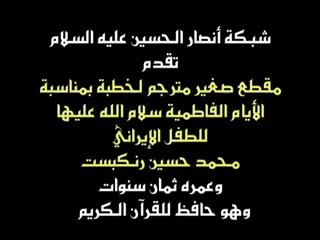 شبكة أنصار الحسين عليه السلام
تقدم
مقطع صغير مترجم لخطبة بمناسبة
الأيام الفاطمية سلام الله عليها
للطفل الإيراني
محمد حسين رنكبست
وعمره ثمان سنوات
وهو حافظ للقرآن الكريم